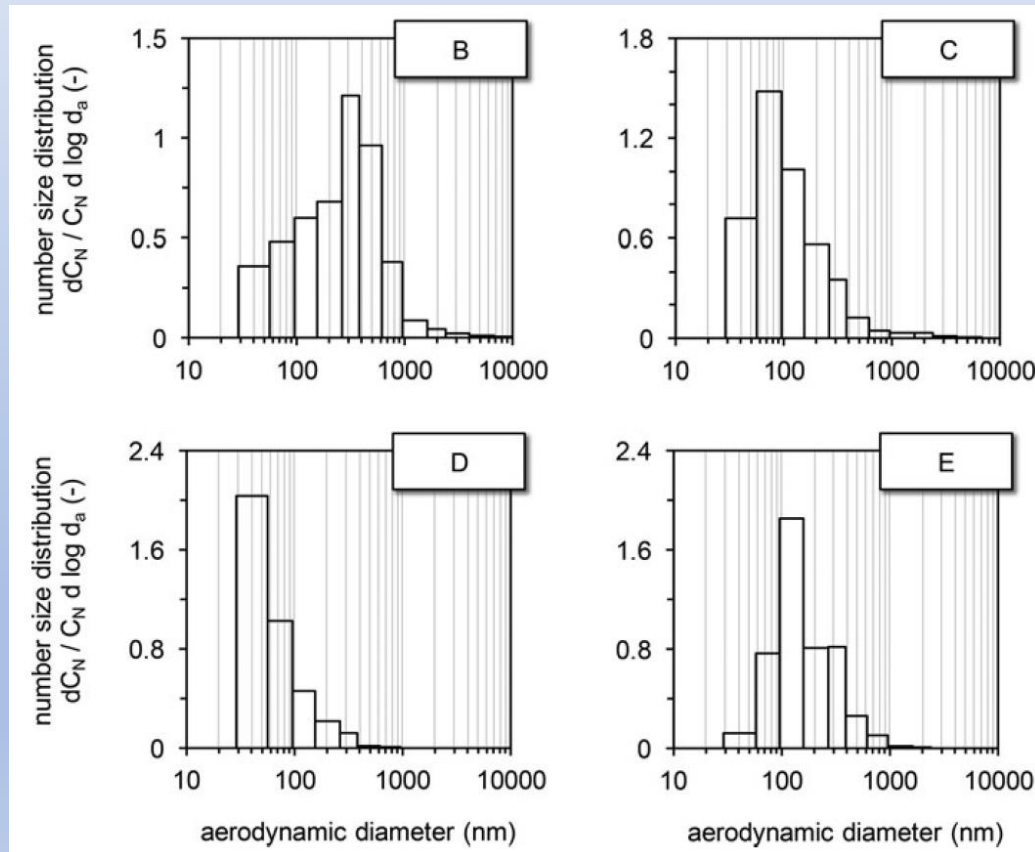 B
C
number size distribution
dC_N / C_N d log d_a (-)
1.5
1
0.5
0
1.8
1.2
0.6
0
10 100 1000 10000
10 100 1000 10000
D
E
number size distribution
dC_N / C_N d log d_a (-)
2.4
1.6
0.8
0
2.4
1.6
0.8
0
10 100 1000 10000
10 100 1000 10000
aerodynamic diameter (nm)
aerodynamic diameter (nm)